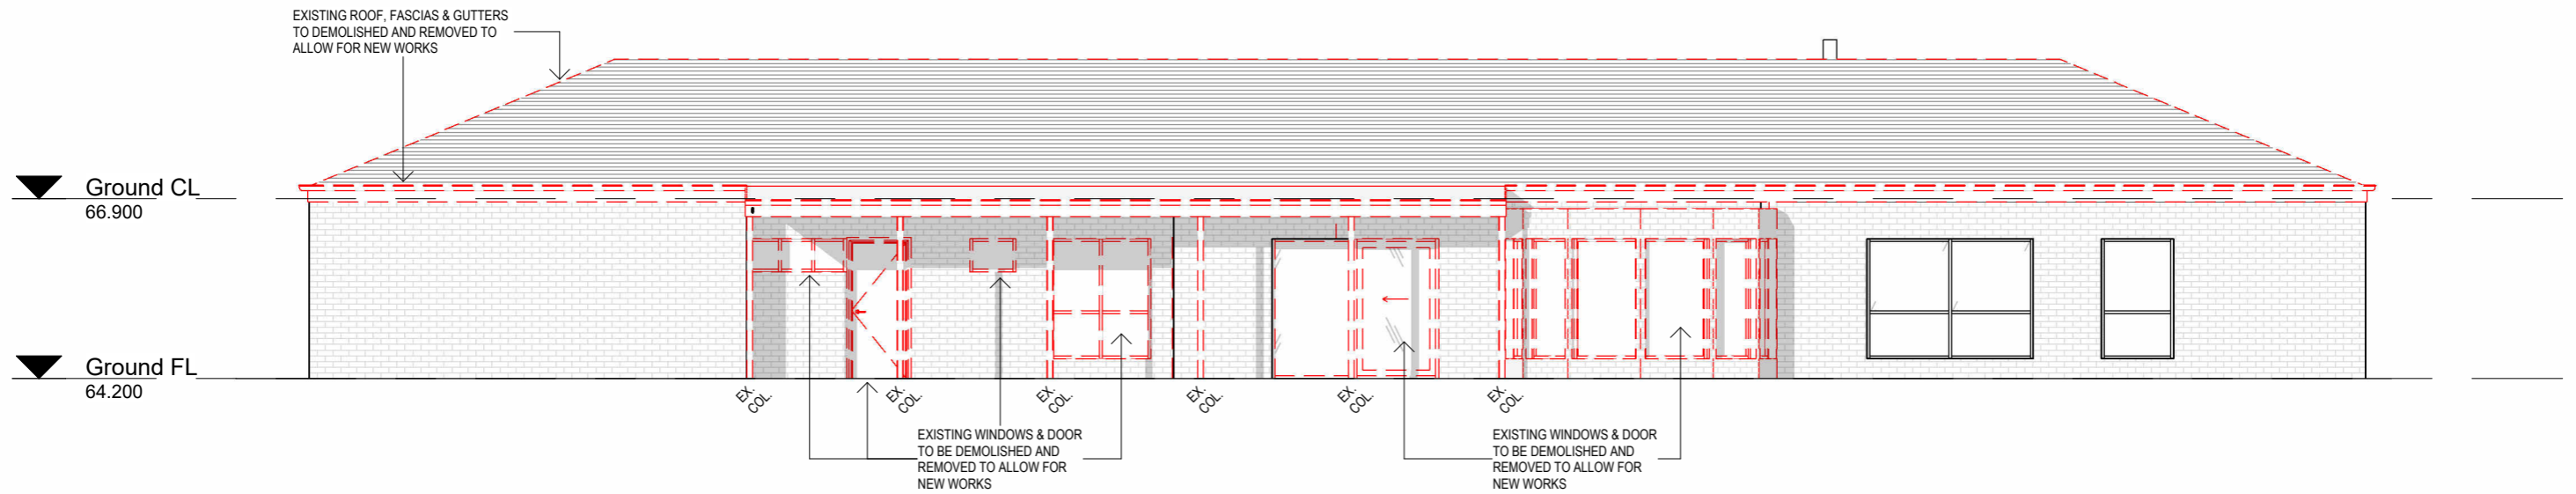 EXISTING ROOF, FASCIAS & GUTTERS
TO DEMOLISHED AND REMOVED TO
ALLOW FOR NEW WORKS
Ground CL
66.900
Ground FL
64.200
EX.
COL.
EX.
COL.
EX.
COL.
EX.
COL.
EX.
COL.
EX.
COL.
EXISTING WINDOWS & DOOR
TO BE DEMOLISHED AND
REMOVED TO ALLOW FOR
NEW WORKS
EXISTING WINDOWS & DOOR
TO BE DEMOLISHED AND
REMOVED TO ALLOW FOR
NEW WORKS